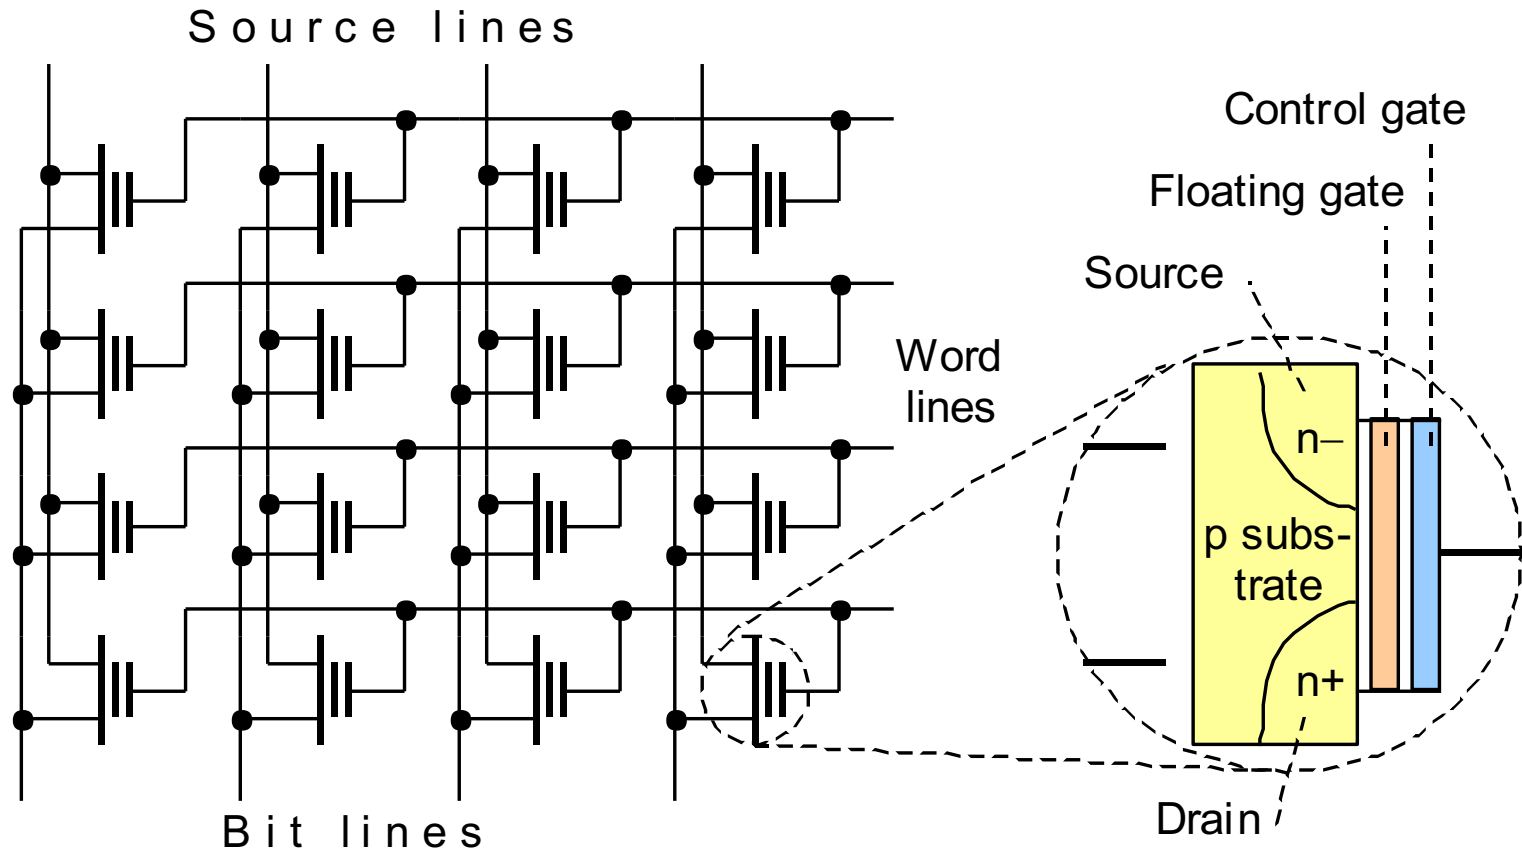 Source lines
Control gate
Floating gate
Source
Word
lines
n–
p subs-
trate
n+
Drain
Bit lines